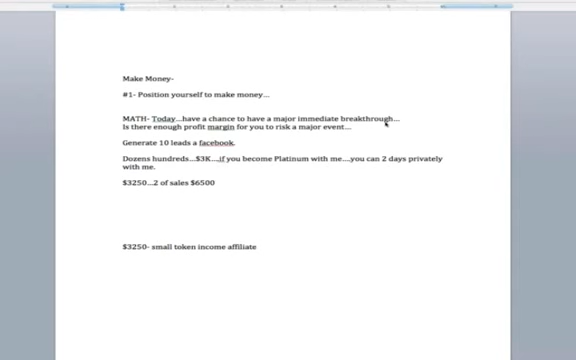 Make Money-
#1- Position yourself to make money...
MATH- Today...have a chance to have a major immediate breakthrough...
Is there enough profit margin for you to risk a major event...
Generate 10 leads a facebook.
Dozens hundreds...$3K....if you become Platinum with me....you can 2 days privately
with me.
$3250...2 of sales $6500
$3250- small token income affiliate